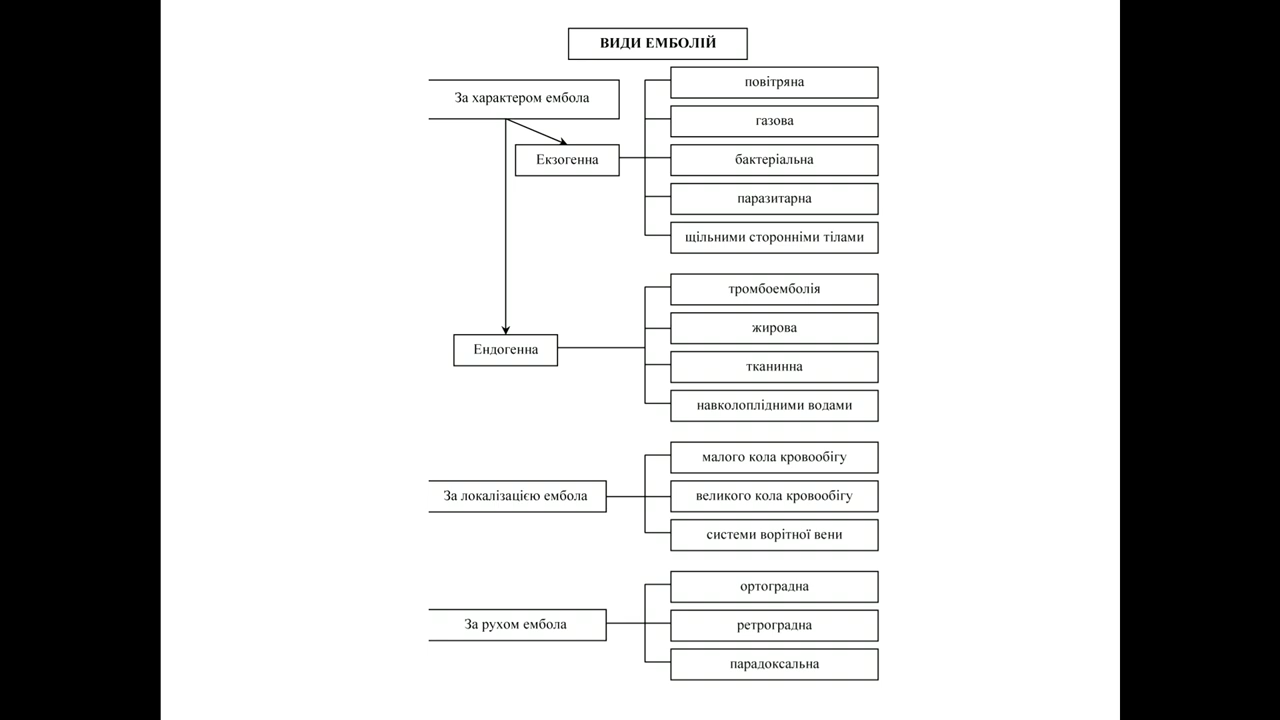 ВИДИ ЕМБОЛІЙ
За характером ембола
Екзогенна
повітряна
газова
бактеріальна
паразитарна
щільними сторонніми тілами
Ендогенна
тромбоемболія
жирова
тканинна
навколоплідними водами
За локалізацією ембола
малого кола кровообігу
великого кола кровообігу
системи ворітної вени
За рухом ембола
ортоградна
ретроградна
парадоксальна